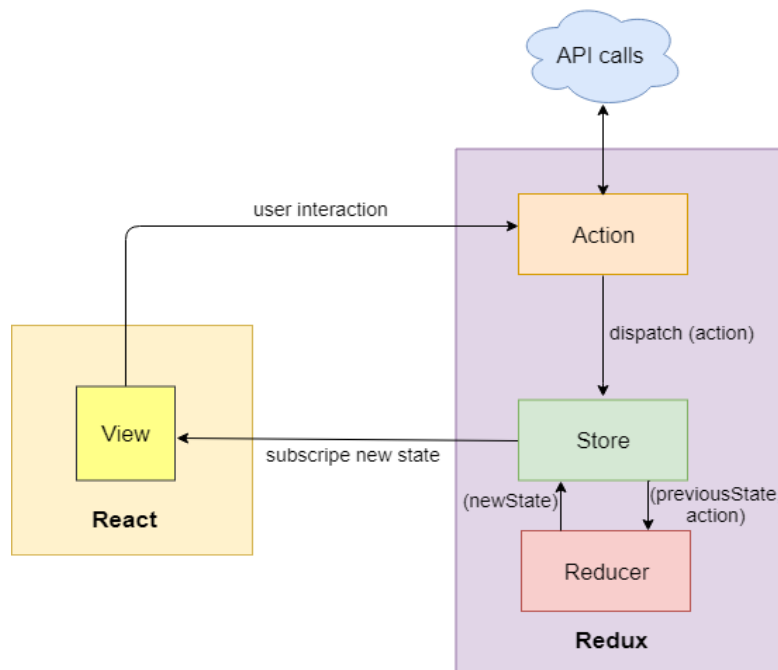 API calls
user interaction
Action
dispatch (action)
View
Store
subscripe new state
React
(newState)
(previousState,
action)
Reducer
Redux